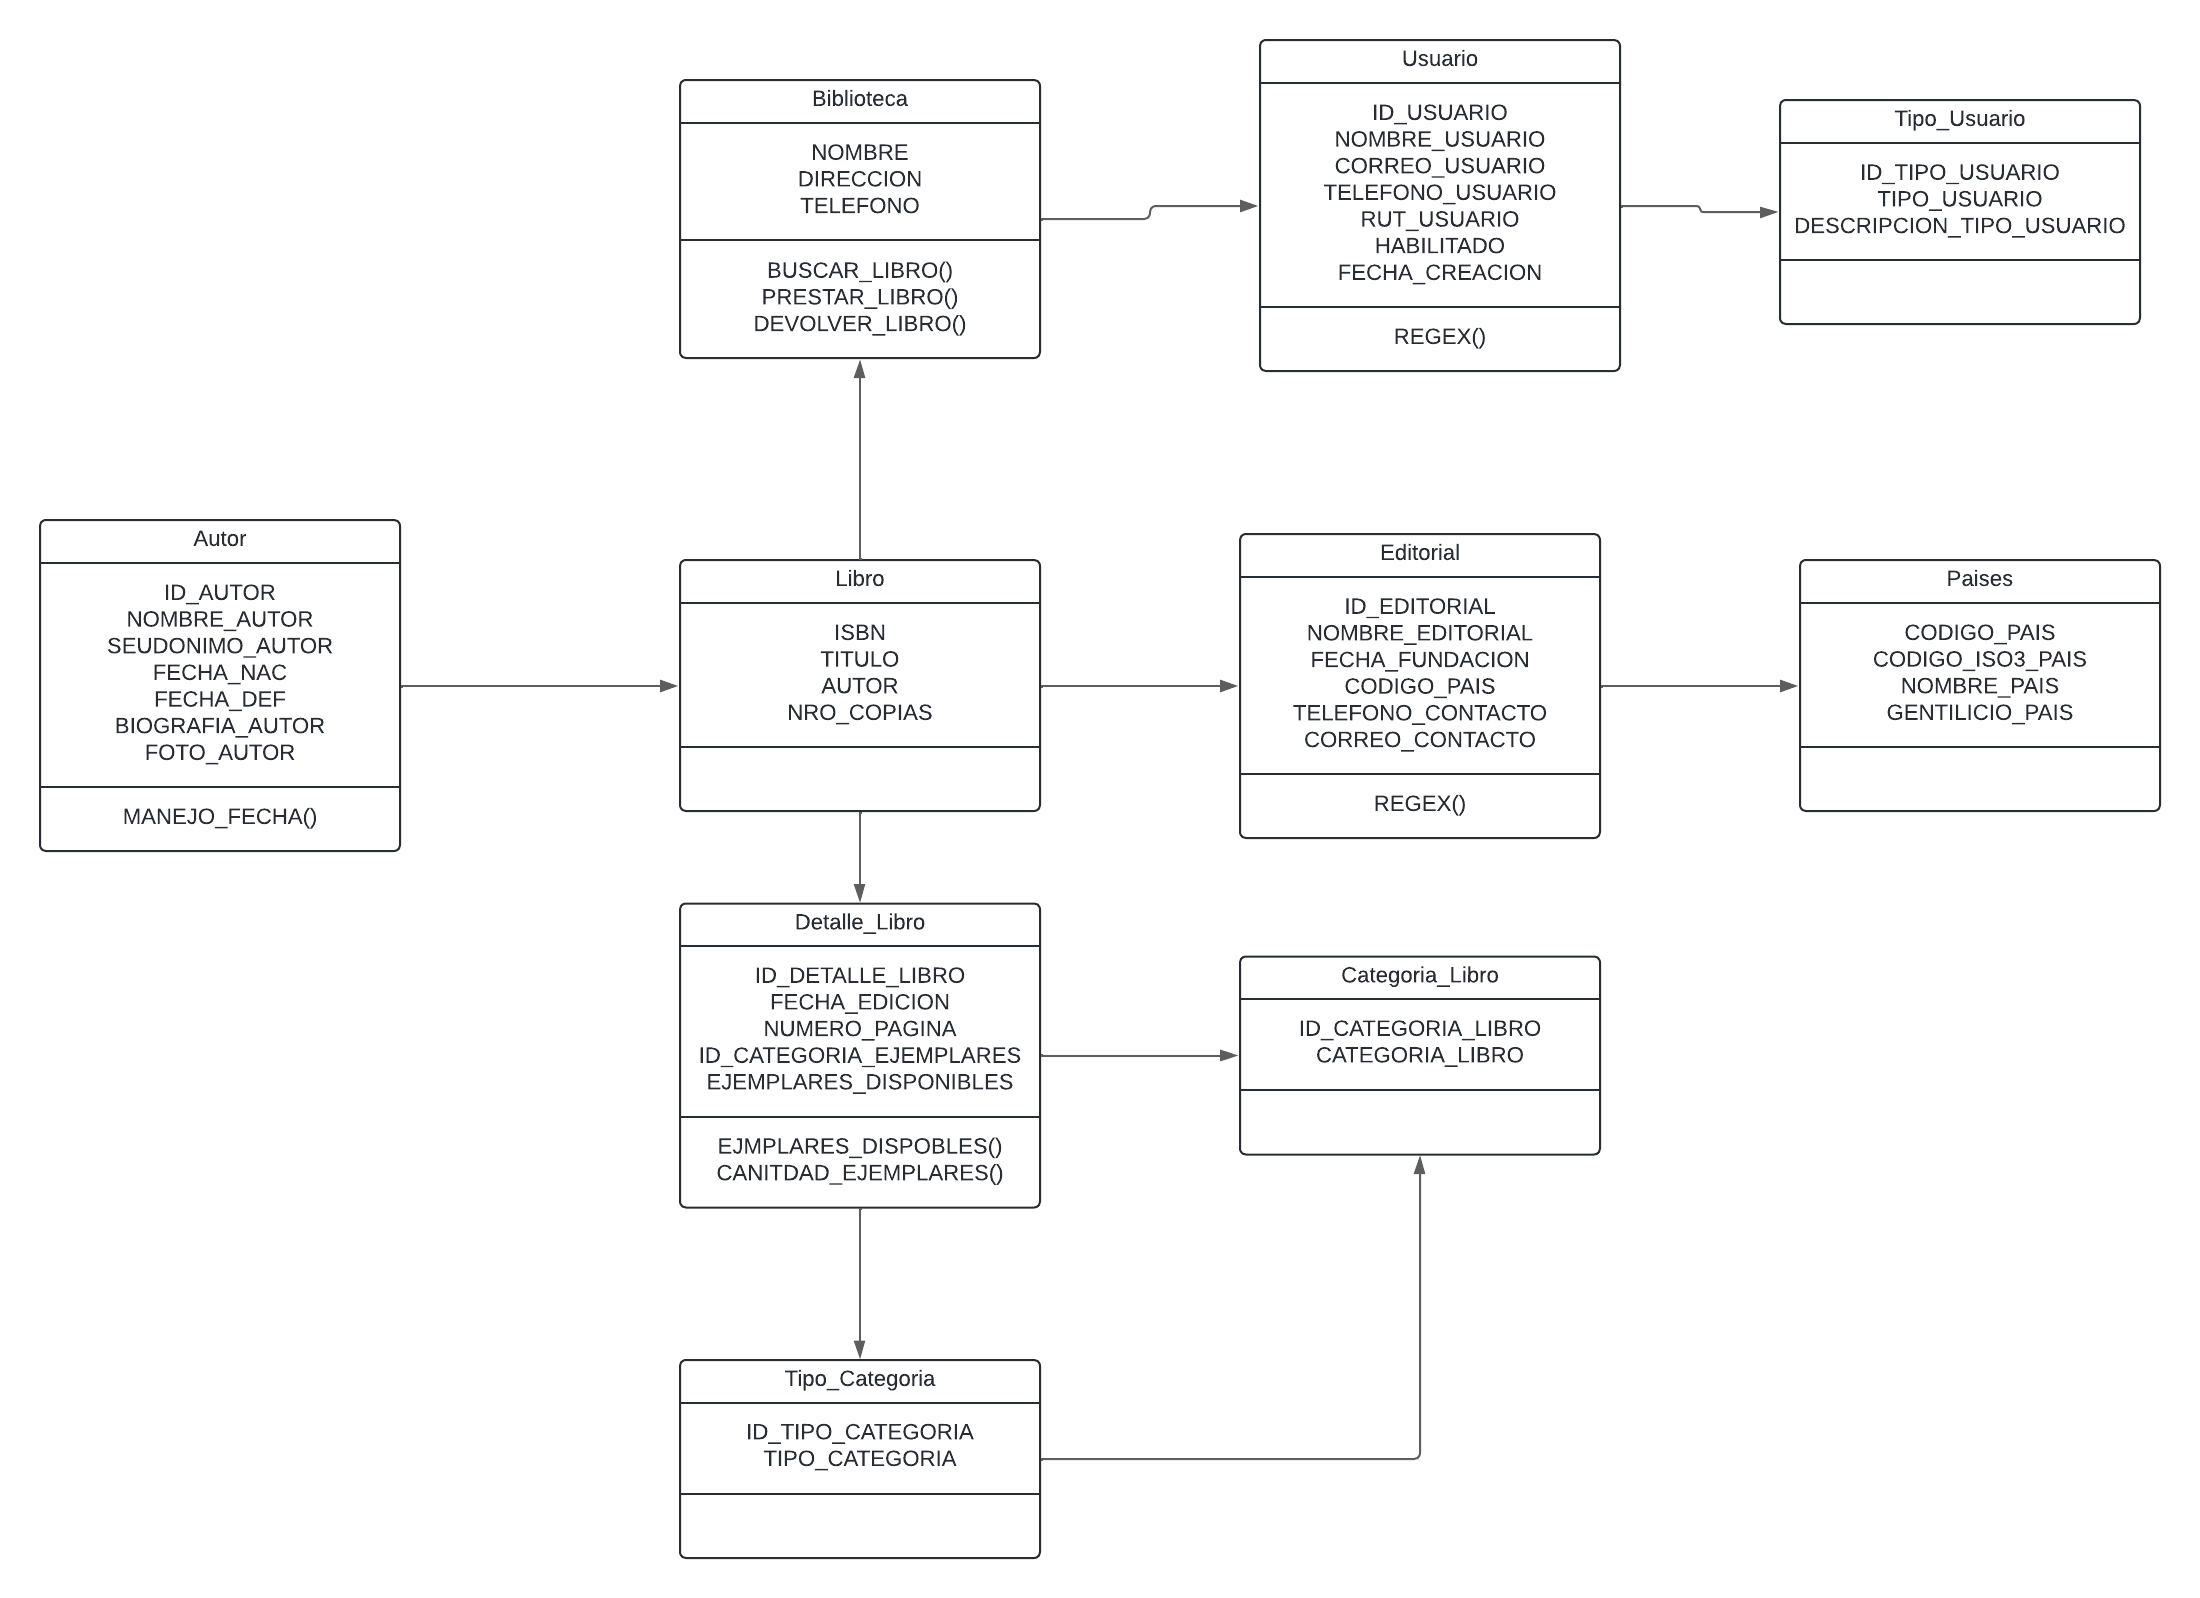 Biblioteca
NOMBRE
DIRECCION
TELEFONO
BUSCAR_LIBRO()
PRESTAR_LIBRO()
DEVOLVER_LIBRO()
Usuario
ID_USUARIO
NOMBRE_USUARIO
CORREO_USUARIO
TELEFONO_USUARIO
RUT_USUARIO
HABILITADO
FECHA_CREACION
REGEX()
Tipo_Usuario
ID_TIPO_USUARIO
TIPO_USUARIO
DESCRIPCION_TIPO_USUARIO
Autor
ID_AUTOR
NOMBRE_AUTOR
SEUDONIMO_AUTOR
FECHA_NAC
FECHA_DEF
BIOGRAFIA_AUTOR
FOTO_AUTOR
MANEJO_FECHA()
Libro
ISBN
TITULO
AUTOR
NRO_COPIAS
Editorial
ID_EDITORIAL
NOMBRE_EDITORIAL
FECHA_FUNDACION
CODIGO_PAIS
TELEFONO_CONTACTO
CORREO_CONTACTO
REGEX()
Paises
CODIGO_PAIS
CODIGO_ISO3_PAIS
NOMBRE_PAIS
GENTILICIO_PAIS
Detalle_Libro
ID_DETALLE_LIBRO
FECHA_EDICION
NUMERO_PAGINA
ID_CATEGORIA_EJEMPLARES
EJEMPLARES_DISPONIBLES
EJMPLARES_DISPOBLES()
CANITDAD_EJEMPLARES()
Categoria_Libro
ID_CATEGORIA_LIBRO
CATEGORIA_LIBRO
Tipo_Categoria
ID_TIPO_CATEGORIA
TIPO_CATEGORIA